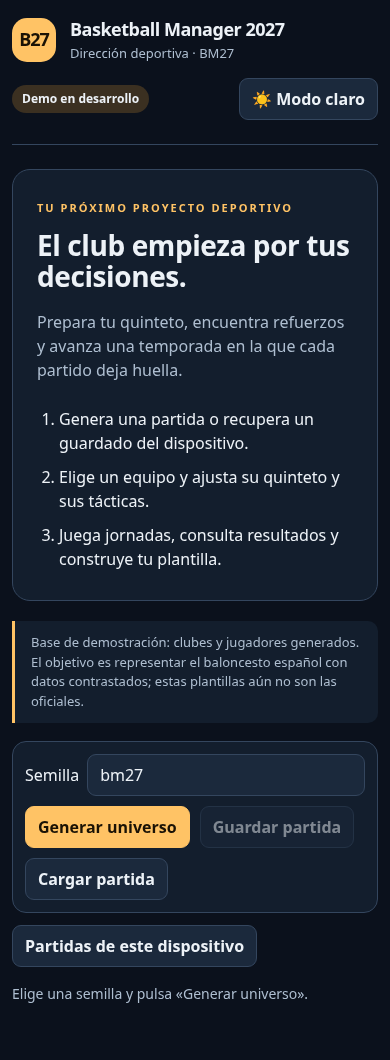 B27
Basketball Manager 2027
Dirección deportiva · BM27
Demo en desarrollo
☀️ Modo claro
TU PRÓXIMO PROYECTO DEPORTIVO
El club empieza por tus
decisiones.
Prepara tu quinteto, encuentra refuerzos
y avanza una temporada en la que cada
partido deja huella.
1. Genera una partida o recupera un
guardado del dispositivo.
2. Elige un equipo y ajusta su quinteto y
sus tácticas.
3. Juega jornadas, consulta resultados y
construye tu plantilla.
Base de demostración: clubes y jugadores generados.
El objetivo es representar el baloncesto español con
datos contrastados; estas plantillas aún no son las
oficiales.
Semilla bm27
Generar universo Guardar partida
Cargar partida
Partidas de este dispositivo
Elige una semilla y pulsa «Generar universo».